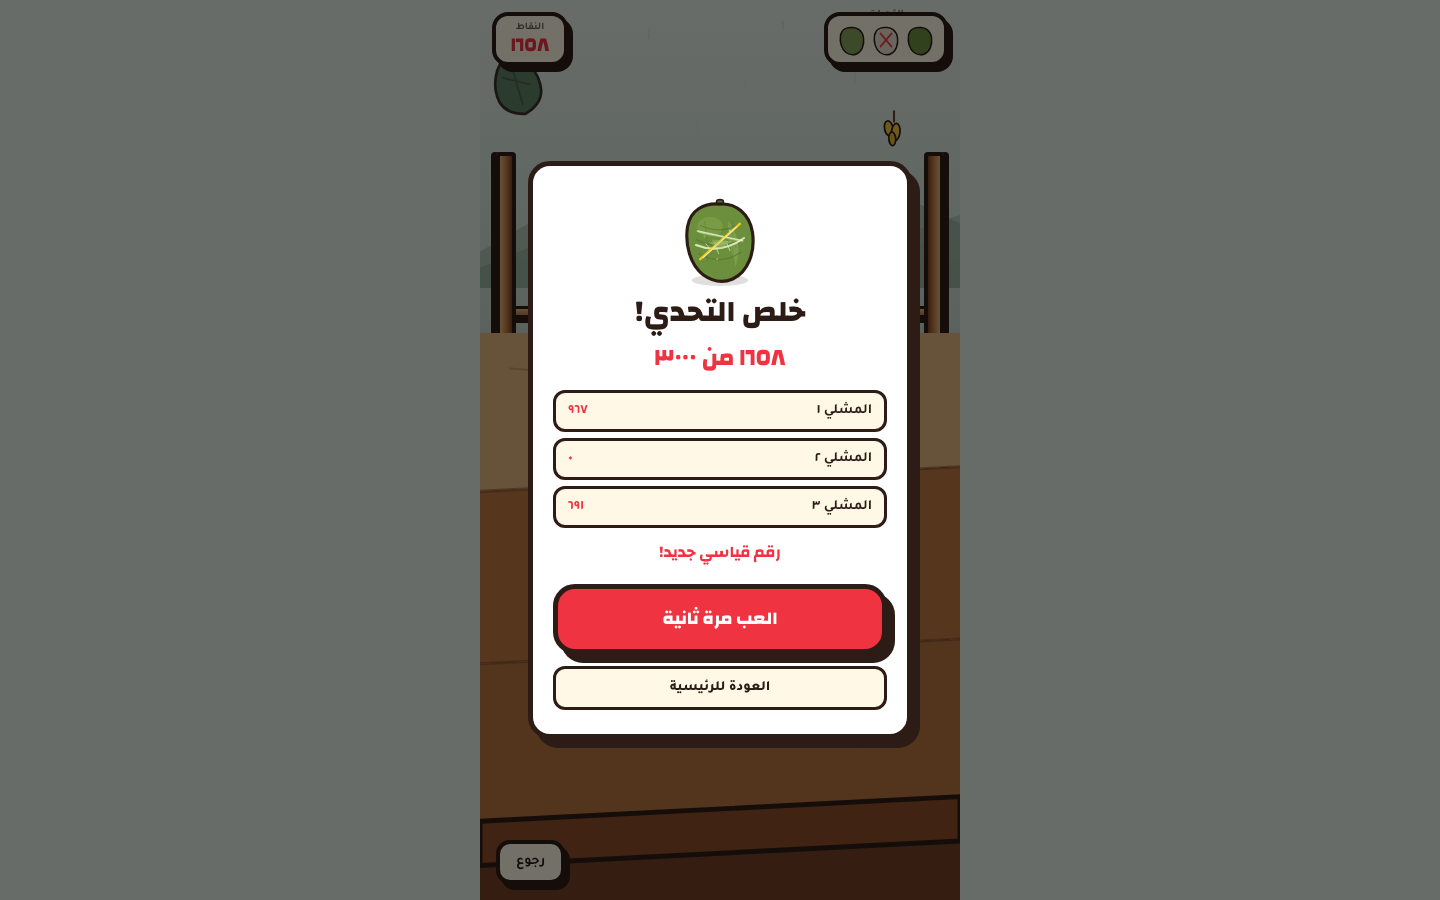 النقاط
١٦٥٨
خلص التحدي!
١٦٥٨ من ٣٠٠٠
المشلي ١
٩٦٧
المشلي ٢
٠
المشلي ٣
٦٩١
رقم قياسي جديد!
العب مرة ثانية
العودة للرئيسية
رجوع